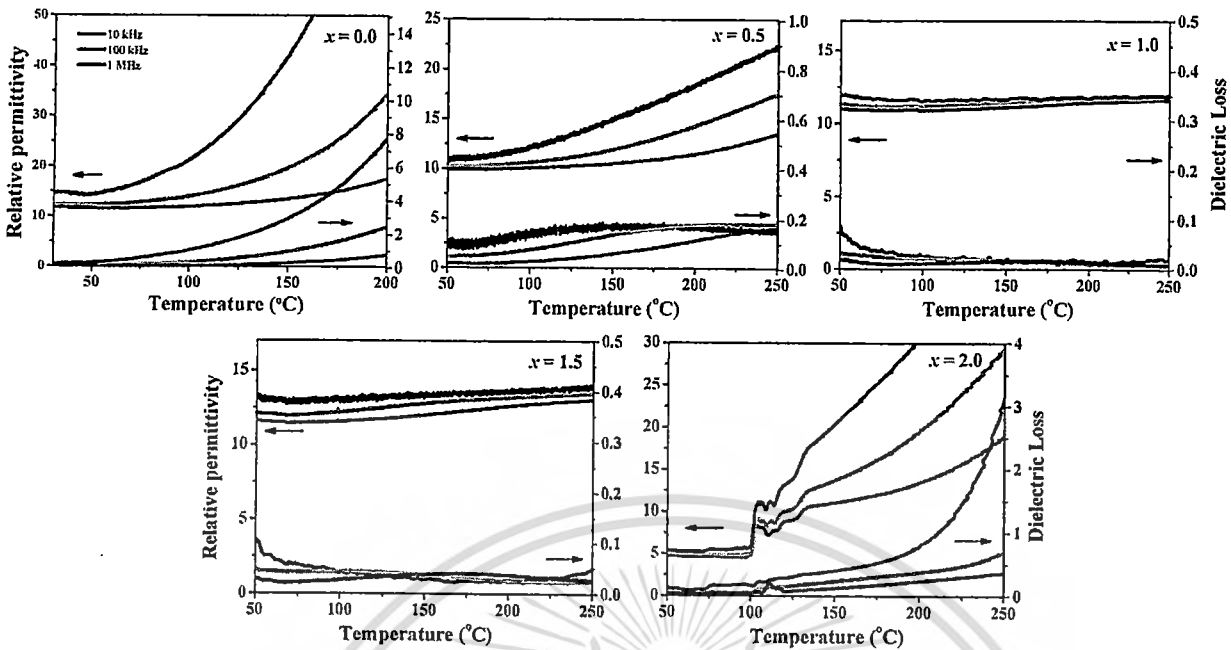 50
40
30
20
10
0
Relative permittivity
10 kHz
100 kHz
1 MHz
x = 0.0
14
12
10
8
6
4
2
0
50 100 150 200
Temperature (°C)
25
20
15
10
5
0
x = 0.5
1.0
0.8
0.6
0.4
0.2
0.0
50 100 150 200 250
Temperature (°C)
15
10
5
0
x = 1.0
0.5
0.4
0.3
0.2
0.1
0.0
Dielectric Loss
50 100 150 200 250
Temperature (°C)
15
10
5
0
Relative permittivity
x = 1.5
0.5
0.4
0.3
0.2
0.1
0.0
50 100 150 200 250
Temperature (°C)
30
25
20
15
10
5
0
x = 2.0
4
3
2
1
0
Dielectric Loss
50 100 150 200 250
Temperature (°C)